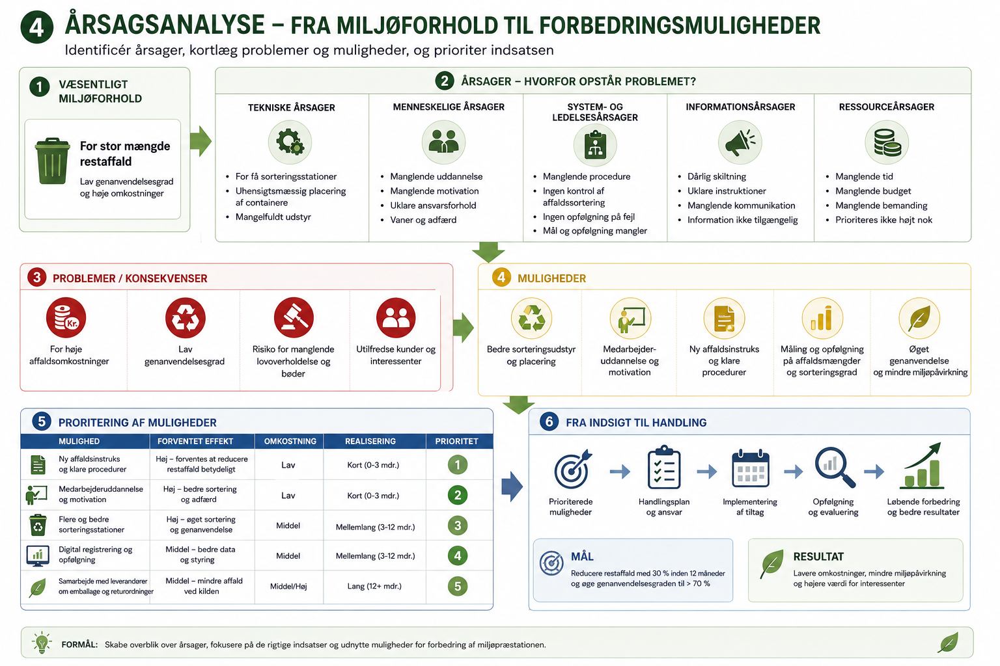 4
ÅRSAGSANALYSE – FRA MILJØFORHOLD TIL FORBEDRINGSMULIGHEDER
Identificér årsager, kortlæg problemer og muligheder, og prioriter indsatsen
1
VÆSENTLIGT
MILJØFORHOLD
For stor mængde
restaffald
Lav genanvendelsesgrad
og høje omkostninger
2 ÅRSAGER – HVORFOR OPSTÅR PROBLEMET?
TEKNISKE ÅRSAGER
• For få sorteringsstationer
• Uhensigtsmæssig placering
af containere
• Mangelfuldt udstyr
MENNESKELIGE ÅRSAGER
• Manglende uddannelse
• Manglende motivation
• Uklare ansvarsforhold
• Vaner og adfærd
SYSTEM- OG
LEDELSESÅRSAGER
• Manglende procedure
• Ingen kontrol af
affaldssortering
• Ingen opfølgning på fejl
• Mål og opfølgning mangler
INFORMATIONSÅRSAGER
• Dårlig skiltning
• Uklare instruktioner
• Manglende kommunikation
• Information ikke tilgængelig
RESSOURCEÅRSAGER
• Manglende tid
• Manglende budget
• Manglende bemanding
• Prioriteres ikke højt nok
3 PROBLEMER / KONSEKVENSER
Kr.
For høje
affaldsomkostninger
Lav
genanvendelsesgrad
Risiko for manglende
lovoverholdelse og
bøder
Utilfredse kunder og
interessenter
4 MULIGHEDER
Bedre sorteringsudstyr
og placering
Medarbejder-
uddannelse og
motivation
Ny affaldsinstruks
og klare
procedurer
Måling og opfølgning
på affaldsmængder
og sorteringsgrad
Øget
genanvendelse
og mindre miljøpåvirkning
5 PRORITERING AF MULIGHEDER
MULIGHED FORVENTET EFFEKT OMKOSTNING REALISERING PRIORITET
Ny affaldsinstruks
og klare procedurer
Høj – forventes at reducere
restaffald betydeligt
Lav
Kort (0-3 mdr.)
1
Medarbejderuddannelse
og motivation
Høj – bedre sortering
og adfærd
Lav
Kort (0-3 mdr.)
2
Flere og bedre
sorteringsstationer
Høj – øget sortering
og genanvendelse
Middel
Mellemlang (3-12 mdr.)
3
Digital registrering og
opfølgning
Middel – bedre data
og styring
Middel
Mellemlang (3-12 mdr.)
4
Samarbejde med leverandører
om emballage og returordninger
Middel – mindre affald
ved kilden
Middel/Høj
Lang (12+ mdr.)
5
6 FRA INDSIGT TIL HANDLING
Prioriterede
muligheder
Handlingsplan
og ansvar
Implementering
af tiltag
Opfølgning
og evaluering
Løbende forbedring
og bedre resultater
MÅL
Reducere restaffald med 30 % inden 12 måneder
og øge genanvendelsesgraden til > 70 %
RESULTAT
Lavere omkostninger, mindre miljøpåvirkning
og højere værdi for interessenter
FORMÅL: Skabe overblik over årsager, fokusere på de rigtige indsatser og udnytte muligheder for forbedring af miljøpræstationen.